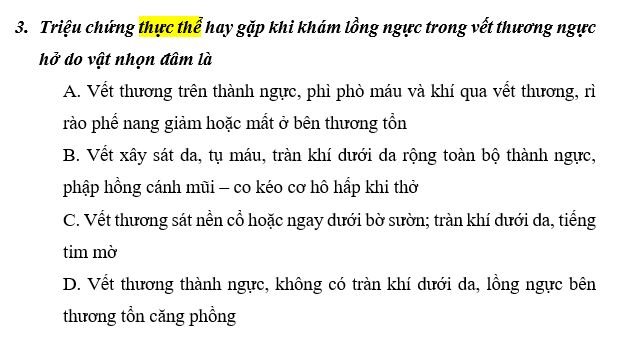 3. Triệu chứng thực thể hay gặp khi khám lồng ngực trong vết thương ngực
hở do vật nhọn đâm là
A. Vết thương trên thành ngực, phì phò máu và khí qua vết thương, rì
rào phế nang giảm hoặc mất ở bên thương tổn
B. Vết xây sát da, tụ máu, tràn khí dưới da rộng toàn bộ thành ngực,
phập hồng cánh mũi – co kéo cơ hô hấp khi thở
C. Vết thương sát nền cổ hoặc ngay dưới bờ sườn; tràn khí dưới da, tiếng
tim mờ
D. Vết thương thành ngực, không có tràn khí dưới da, lồng ngực bên
thương tổn căng phồng